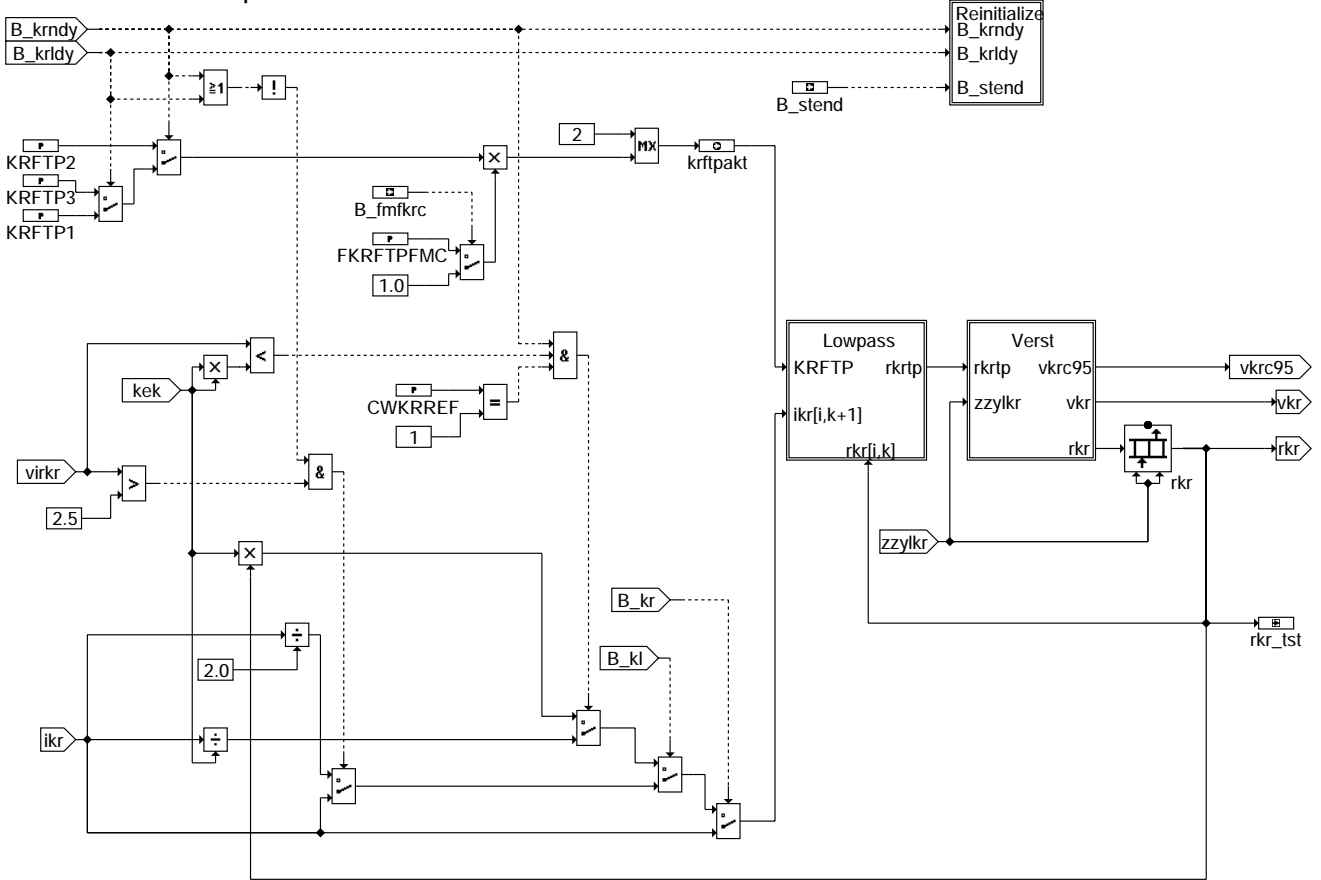 Reinitialize
B_krndy
B_krndy
B_krldy
B_krldy
≥1
!
B_stend
B_stend
2
MX
P
KRFTP2
krftpakt
P
KRFTP3
P
KRFTP1
×
B_fmfkrc
P
FKRFTPFMC
1.0
Lowpass
Verst
<
&
KRFTP
rkrtp
rkrtp
vkrc95
vkrc95
×
kek
P
CWKRREF
=
zzylkr
vkr
vkr
1
ikr[i,k+1]
rkr[i,k]
rkr
rkr
virkr
>
&
rkr
2.5
zzylkr
×
B_kr
÷
2.0
B_kl
rkr_tst
ikr
÷